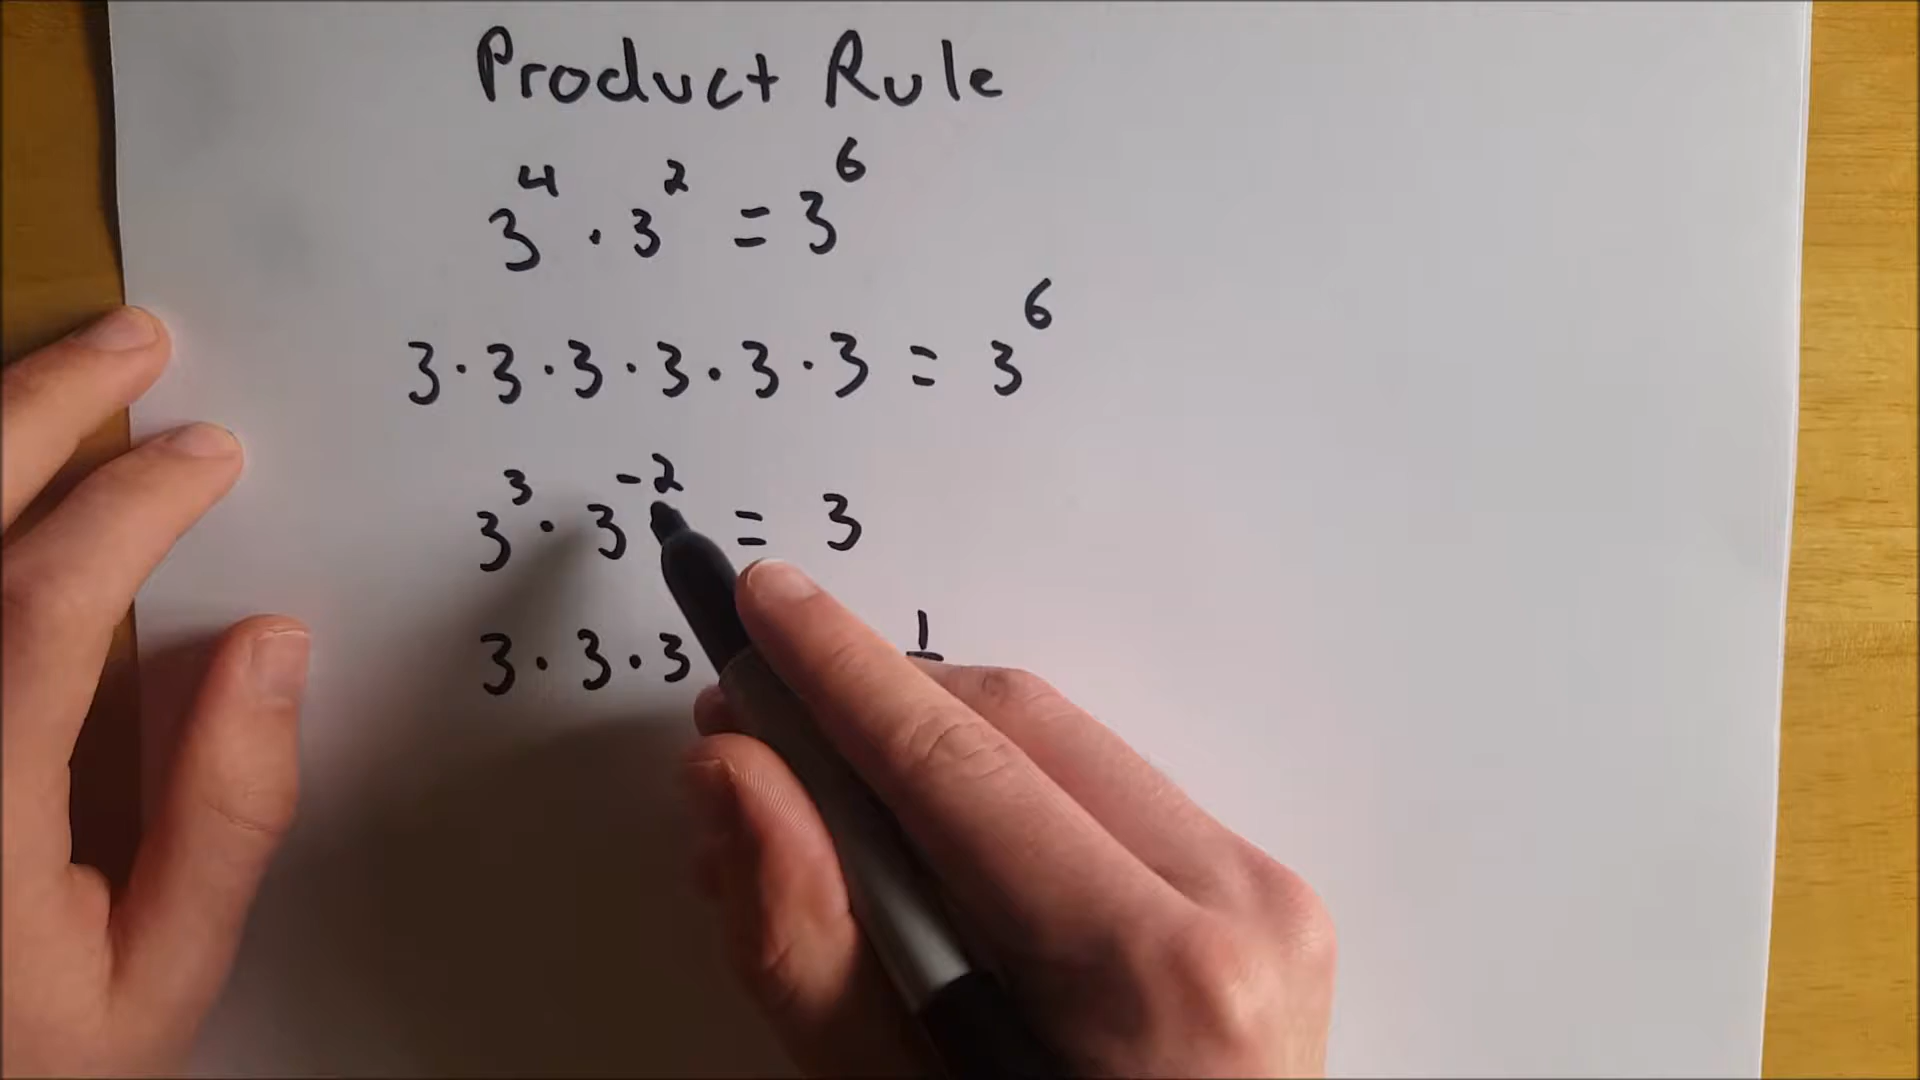 Product Rule
3⁴ · 3² = 3⁶
3 · 3 · 3 · 3 · 3 · 3 = 3⁶
3³ · 3⁻² = 3
3 · 3 · 3 1